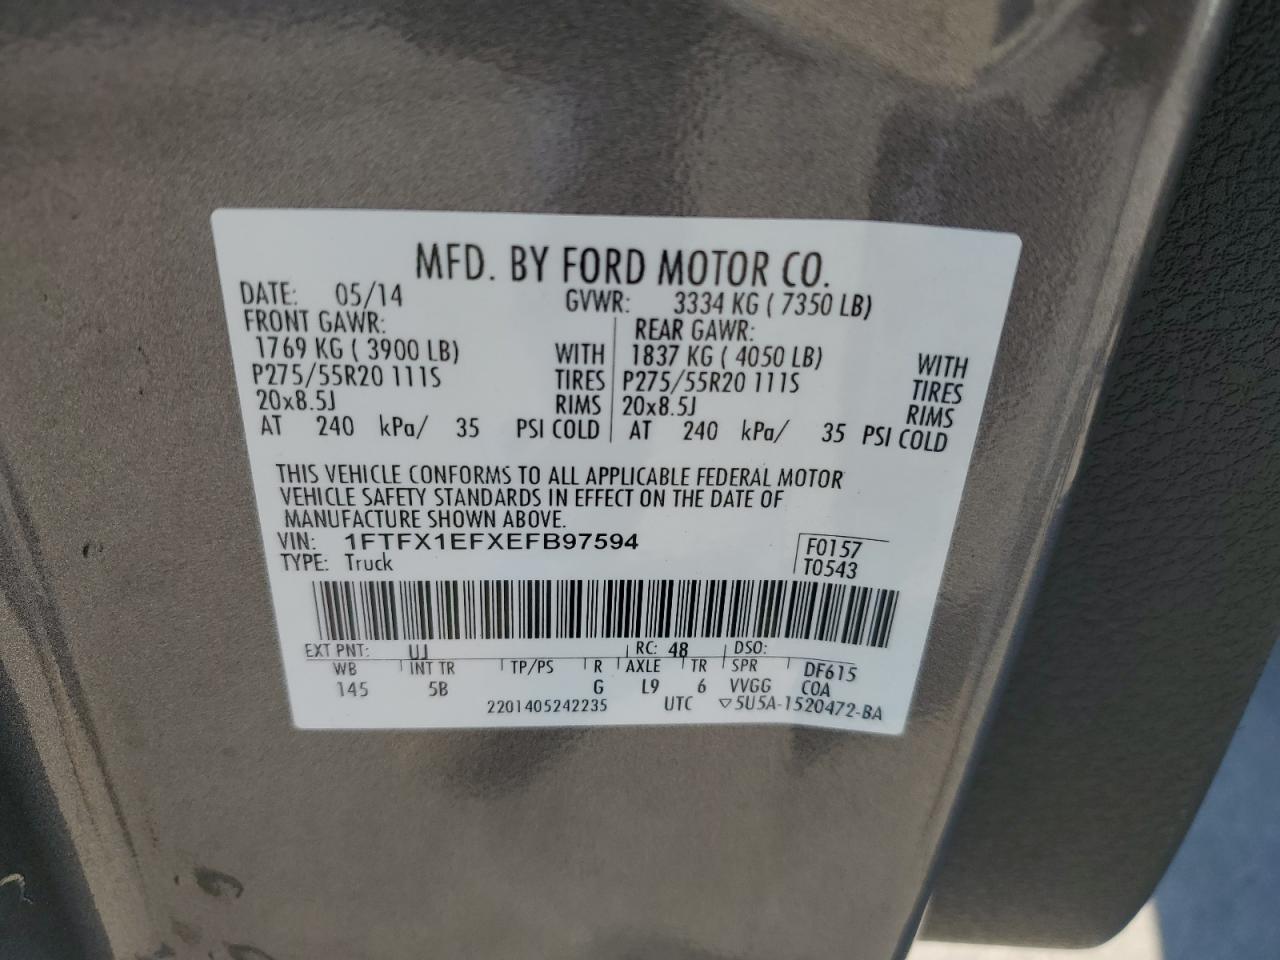 MFD. BY FORD MOTOR CO.
DATE: 05/14 GVWR: 3334 KG ( 7350 LB)
FRONT GAWR: REAR GAWR:
1769 KG ( 3900 LB) WITH 1837 KG ( 4050 LB) WITH
P275/55R20 111S TIRES P275/55R20 111S TIRES
20x8.5J RIMS 20x8.5J RIMS
AT 240 kPa/ 35 PSI COLD AT 240 kPa/ 35 PSI COLD
THIS VEHICLE CONFORMS TO ALL APPLICABLE FEDERAL MOTOR
VEHICLE SAFETY STANDARDS IN EFFECT ON THE DATE OF
MANUFACTURE SHOWN ABOVE.
VIN: 1FTFX1EFXEFB97594 F0157
TYPE: Truck T0543
EXT PNT: UJ RC: 48 DSO:
WB INT TR TP/PS R AXLE TR SPR DF615
145 5B G L9 6 VVGG COA
2201405242235 UTC ▽5U5A-1520472-BA